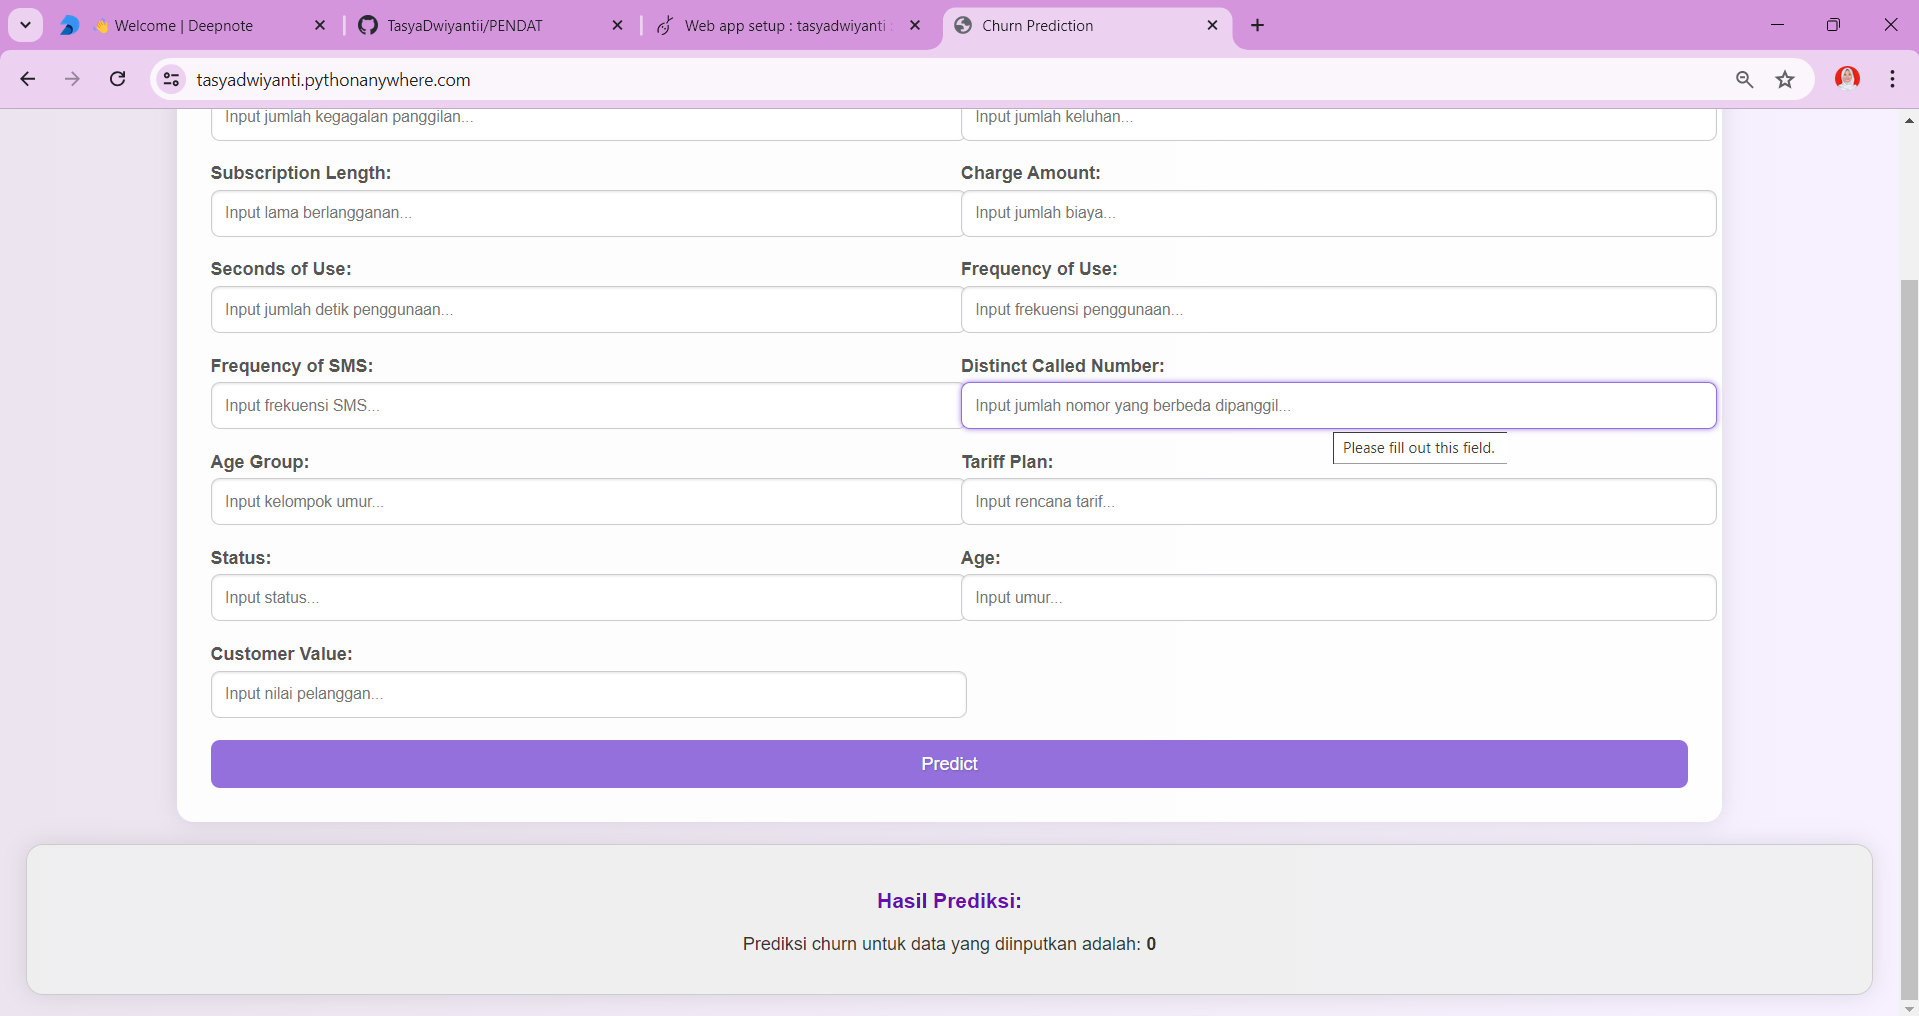 👋 Welcome | Deepnote
TasyaDwiyantii/PENDAT
Web app setup : tasyadwiyanti :
Churn Prediction
tasyadwiyanti.pythonanywhere.com
Input jumlah kegagalan panggilan...
Input jumlah keluhan...
Subscription Length:
Charge Amount:
Input lama berlangganan...
Input jumlah biaya...
Seconds of Use:
Frequency of Use:
Input jumlah detik penggunaan...
Input frekuensi penggunaan...
Frequency of SMS:
Distinct Called Number:
Input frekuensi SMS...
Input jumlah nomor yang berbeda dipanggil...
Please fill out this field.
Age Group:
Tariff Plan:
Input kelompok umur...
Input rencana tarif...
Status:
Age:
Input status...
Input umur...
Customer Value:
Input nilai pelanggan...
Predict
Hasil Prediksi:
Prediksi churn untuk data yang diinputkan adalah: 0